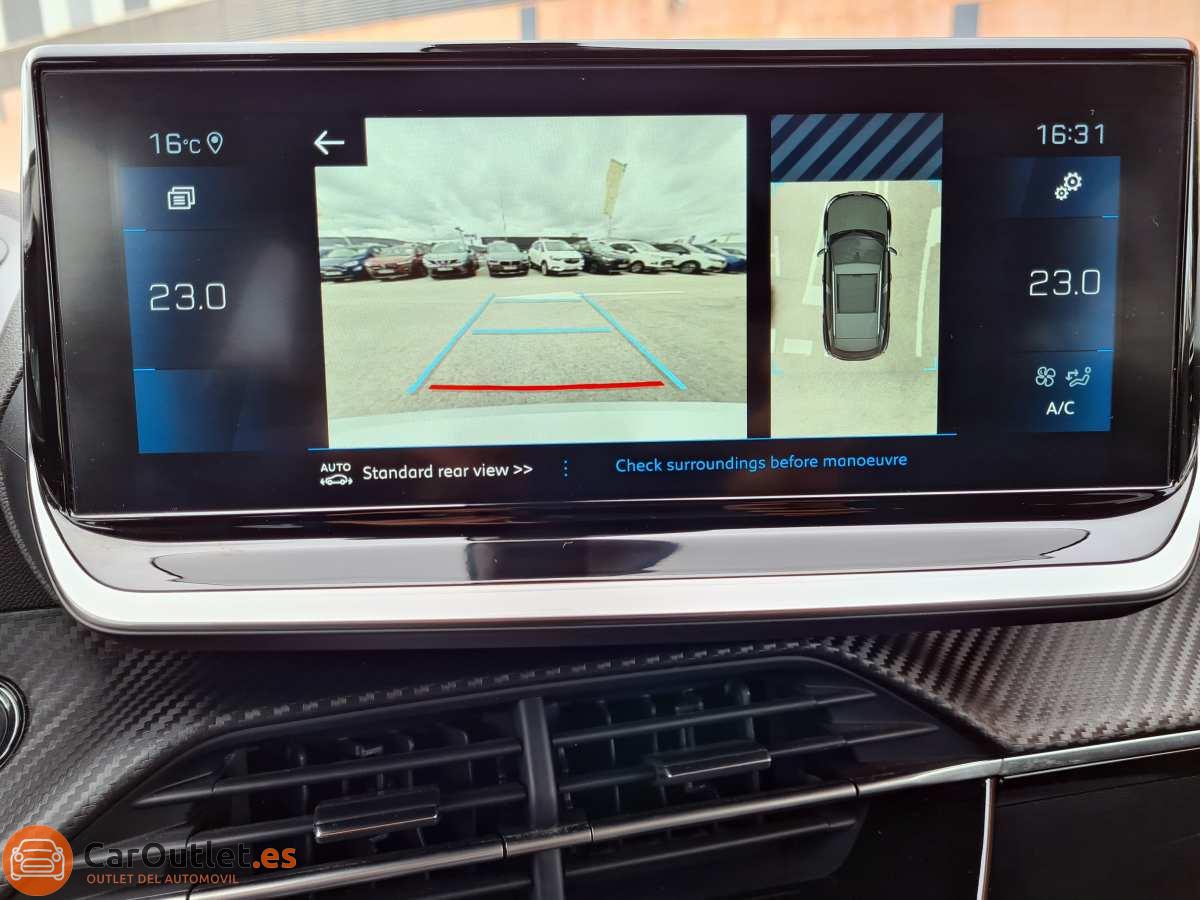 16°C
16:31
23.0
23.0
A/C
AUTO
Standard rear view >>
Check surroundings before manoeuvre
CarOutlet.es
OUTLET DEL AUTOMOVIL